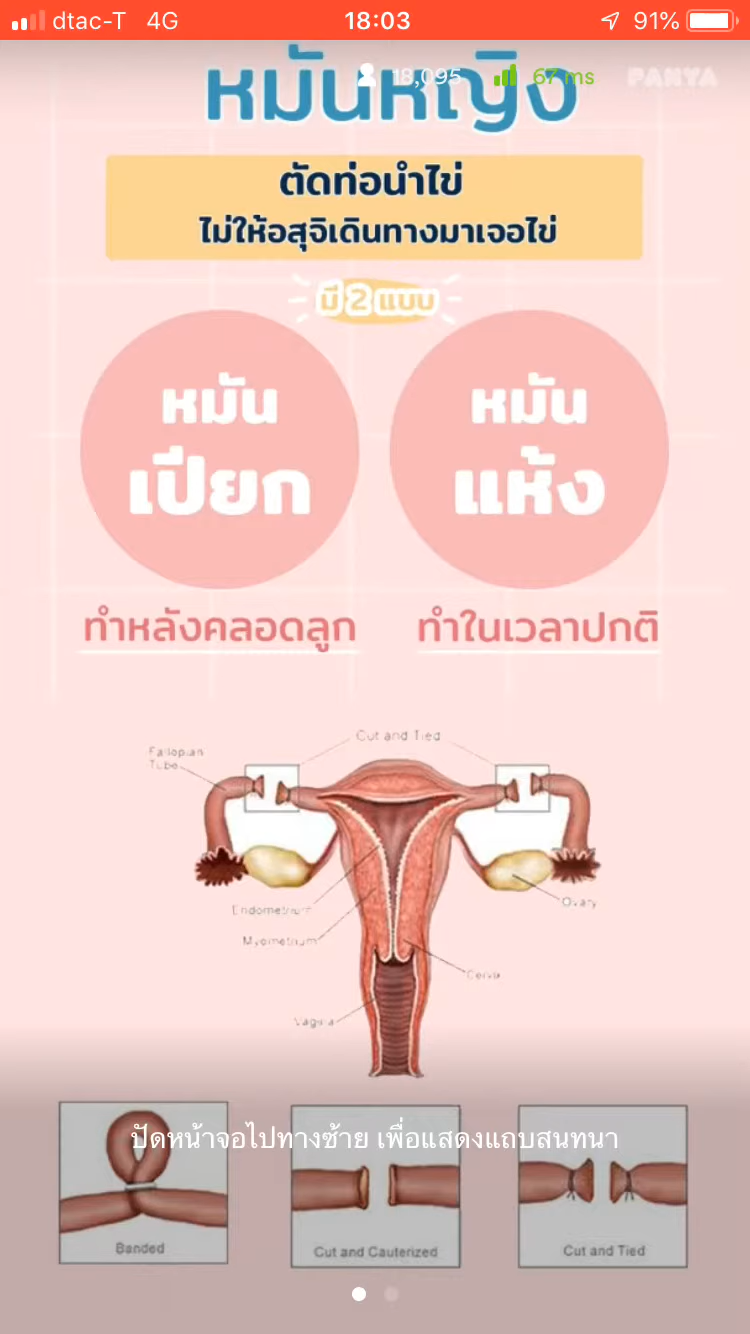 dtac-T 4G 18:03 91%
18,095 67 ms PANYA
หมันหญิง
ตัดท่อนำไข่
ไม่ให้อสุจิเดินทางมาเจอไข่
มี 2 แบบ
หมัน
เปียก
หมัน
แห้ง
ทำหลังคลอดลูก
ทำในเวลาปกติ
Cut and Tied
Fallopian
Tube
Endometrium
Ovary
Myometrium
Cervix
Vagina
ปัดหน้าจอไปทางซ้าย เพื่อแสดงแถบสนทนา
Banded
Cut and Cauterized
Cut and Tied